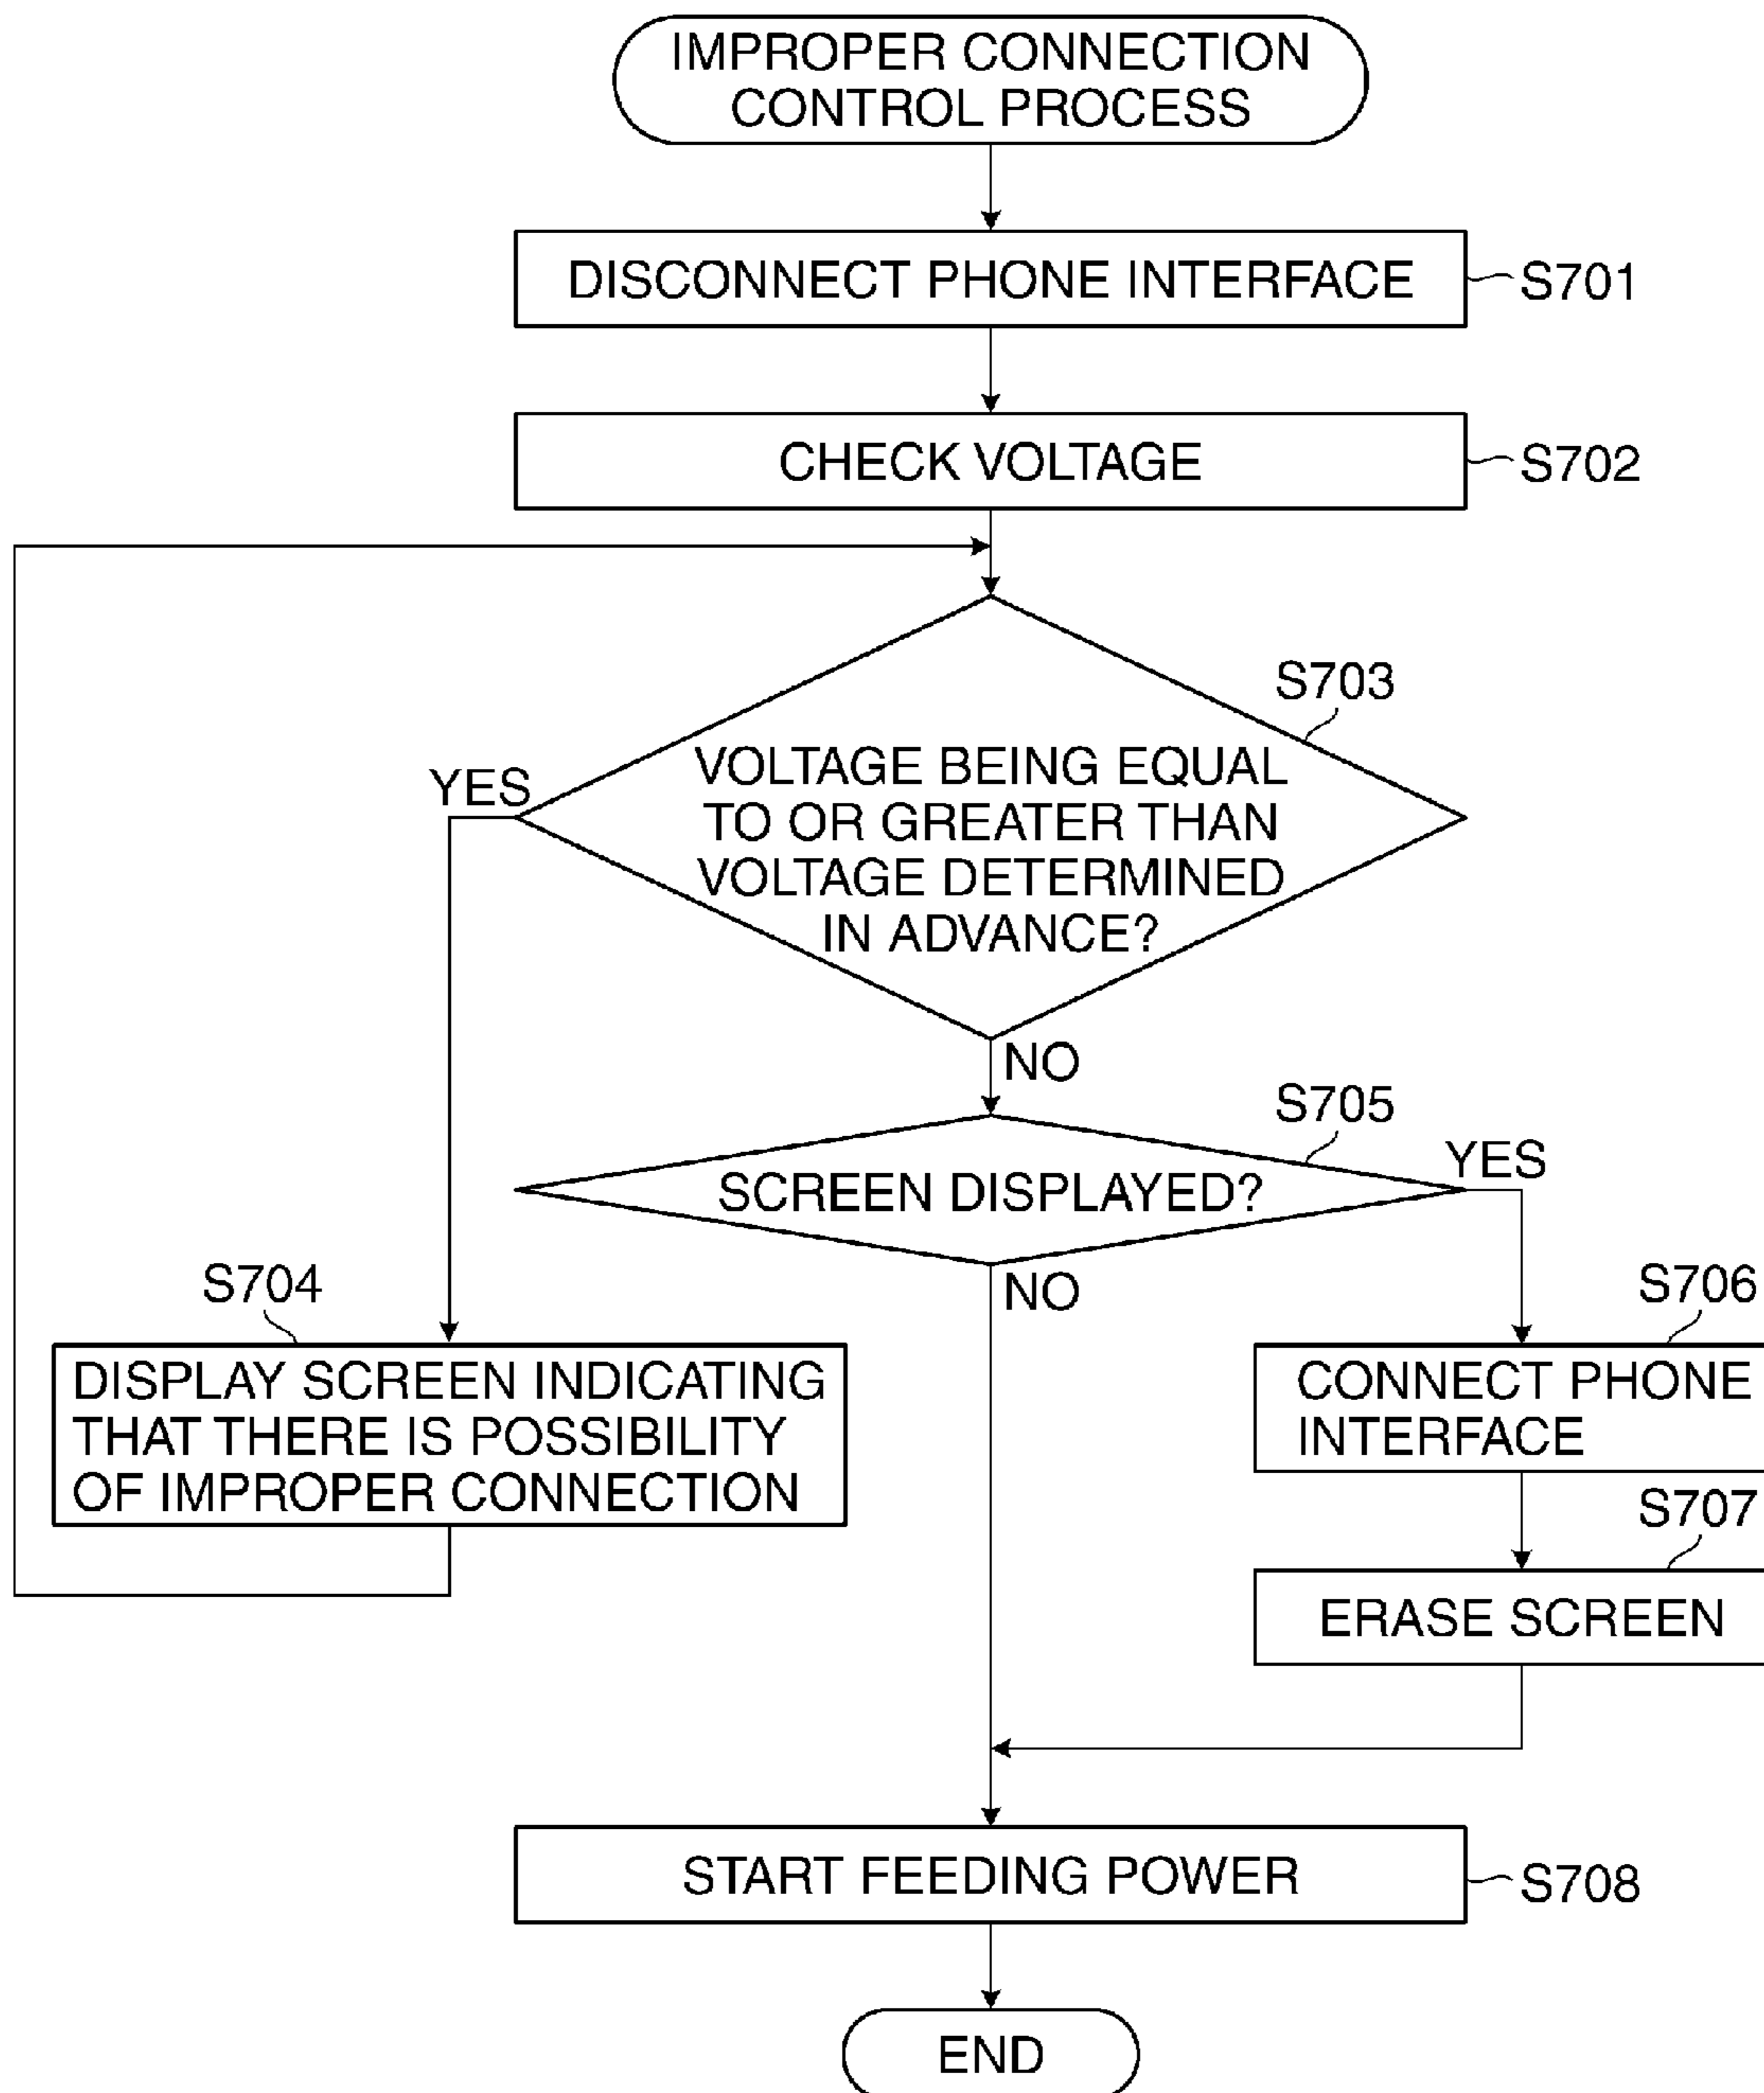 IMPROPER CONNECTION
CONTROL PROCESS
DISCONNECT PHONE INTERFACE
S701
CHECK VOLTAGE
S702
S703
VOLTAGE BEING EQUAL
TO OR GREATER THAN
VOLTAGE DETERMINED
IN ADVANCE?
YES
NO
S705
SCREEN DISPLAYED?
YES
NO
S704
DISPLAY SCREEN INDICATING
THAT THERE IS POSSIBILITY
OF IMPROPER CONNECTION
S706
CONNECT PHONE
INTERFACE
S707
ERASE SCREEN
START FEEDING POWER
S708
END